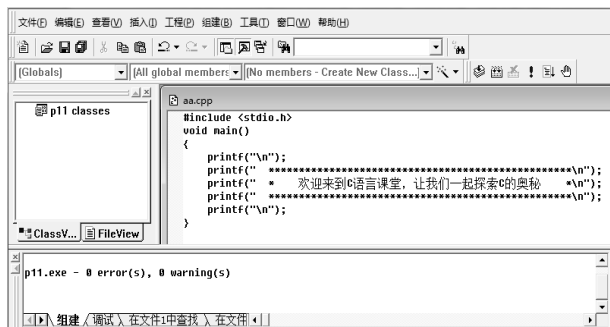 文件(F) 编辑(E) 查看(V) 插入(I) 工程(P) 组建(B) 工具(T) 窗口(W) 帮助(H)
[Globals] [All global members [No members - Create New Class...]
p11 classes
aa.cpp
#include <stdio.h>
void main()
{
printf("\n");
printf("  ***************************************************\n");
printf("  *    欢迎来到C语言课堂，让我们一起探索C的奥秘    *\n");
printf("  ***************************************************\n");
printf("\n");
}
ClassV... FileView
p11.exe - 0 error(s), 0 warning(s)
组建 调试 在文件1中查找 在文件